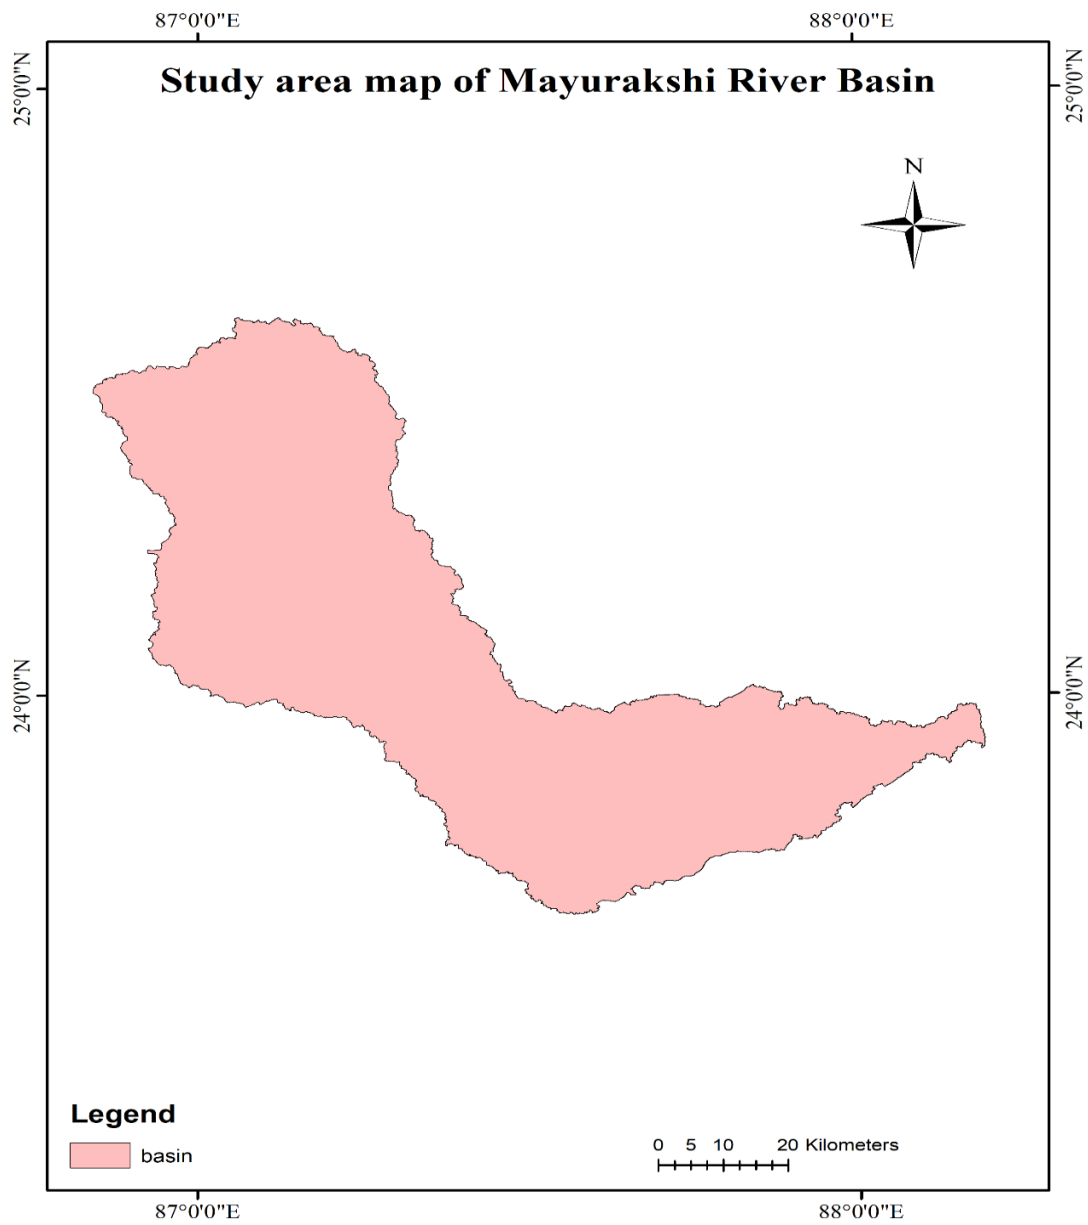 87°0'0"E
88°0'0"E
25°0'0"N
25°0'0"N
Study area map of Mayurakshi River Basin
N
24°0'0"N
24°0'0"N
Legend
basin
0 5 10 20 Kilometers
87°0'0"E
88°0'0"E